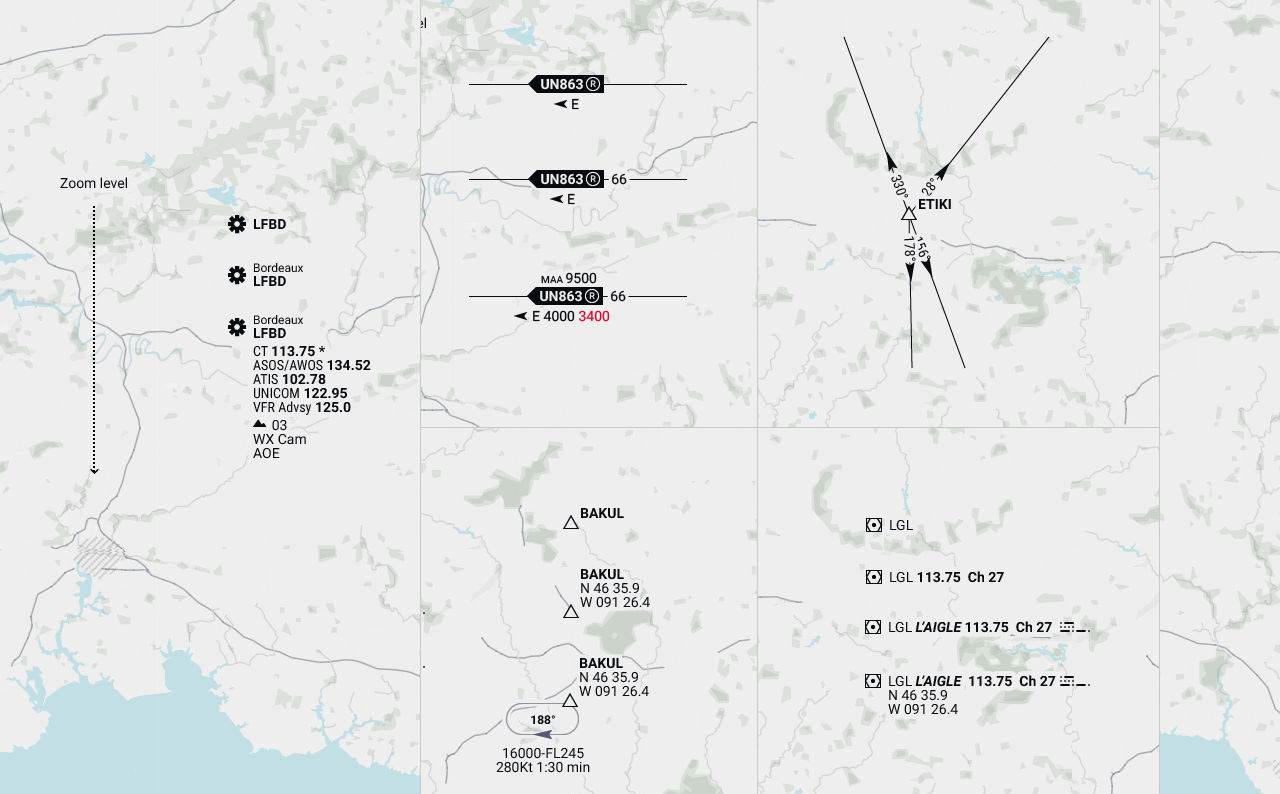 Zoom level
LFBD
Bordeaux
LFBD
Bordeaux
LFBD
CT 113.75 *
ASOS/AWOS 134.52
ATIS 102.78
UNICOM 122.95
VFR Advsy 125.0
03
WX Cam
AOE
el
UN863 R
E
UN863 R 66
E
MAA 9500
UN863 R 66
E 4000 3400
330°
28°
ETIKI
178°
156°
BAKUL
BAKUL
N 46 35.9
W 091 26.4
BAKUL
N 46 35.9
W 091 26.4
188°
16000-FL245
280Kt 1:30 min
LGL
LGL 113.75 Ch 27
LGL L'AIGLE 113.75 Ch 27
LGL L'AIGLE 113.75 Ch 27
N 46 35.9
W 091 26.4